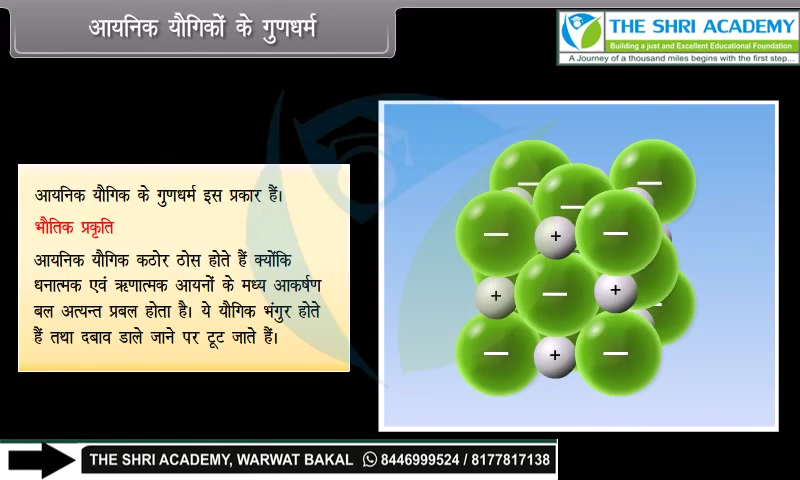 आयनिक यौगिकों के गुणधर्म
THE SHRI ACADEMY
Building a just and Excellent Educational Foundation
A Journey of a thousand miles begins with the first step...
आयनिक यौगिक के गुणधर्म इस प्रकार हैं।
भौतिक प्रकृति
आयनिक यौगिक कठोर ठोस होते हैं क्योंकि
धनात्मक एवं ऋणात्मक आयनों के मध्य आकर्षण
बल अत्यन्त प्रबल होता है। ये यौगिक भंगुर होते
हैं तथा दबाव डाले जाने पर टूट जाते हैं।
THE SHRI ACADEMY, WARWAT BAKAL 8446999524 / 8177817138